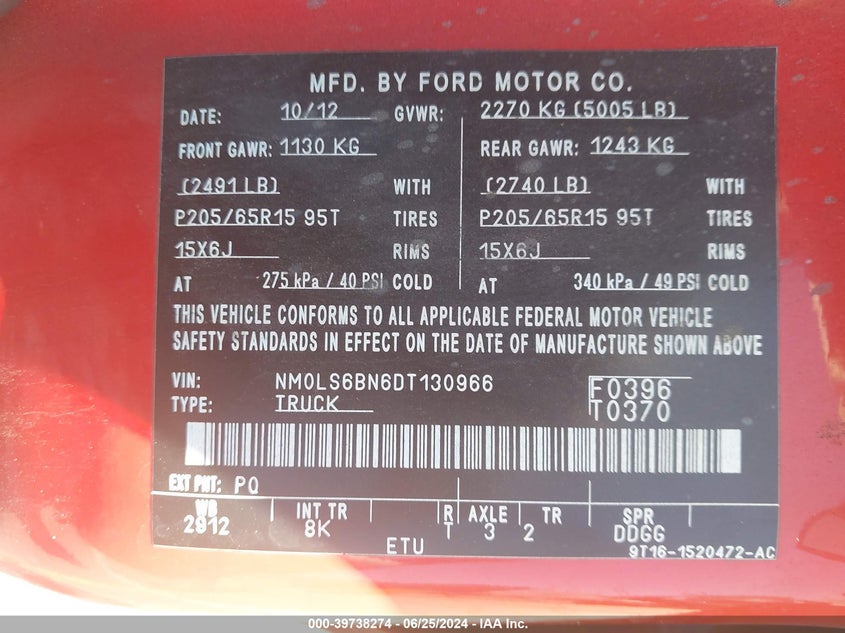 MFD. BY FORD MOTOR CO.
DATE: 10/12 GVWR: 2270 KG (5005 LB)
FRONT GAWR: 1130 KG REAR GAWR: 1243 KG
(2491 LB) WITH (2740 LB) WITH
P205/65R15 95T TIRES P205/65R15 95T TIRES
15X6J RIMS 15X6J RIMS
AT 275 kPa / 40 PSI COLD AT 340 kPa / 49 PSI COLD
THIS VEHICLE CONFORMS TO ALL APPLICABLE FEDERAL MOTOR VEHICLE
SAFETY STANDARDS IN EFFECT ON THE DATE OF MANUFACTURE SHOWN ABOVE
VIN: NM0LS6BN6DT130966 F0396
TYPE: TRUCK T0370
EXT PNT: PQ
WB INT TR R AXLE TR SPR
2912 8K T 3 2 DDGG
ETU 9T16-1520472-AC
000-39738274 / 06/25/2024 - IAA Inc.